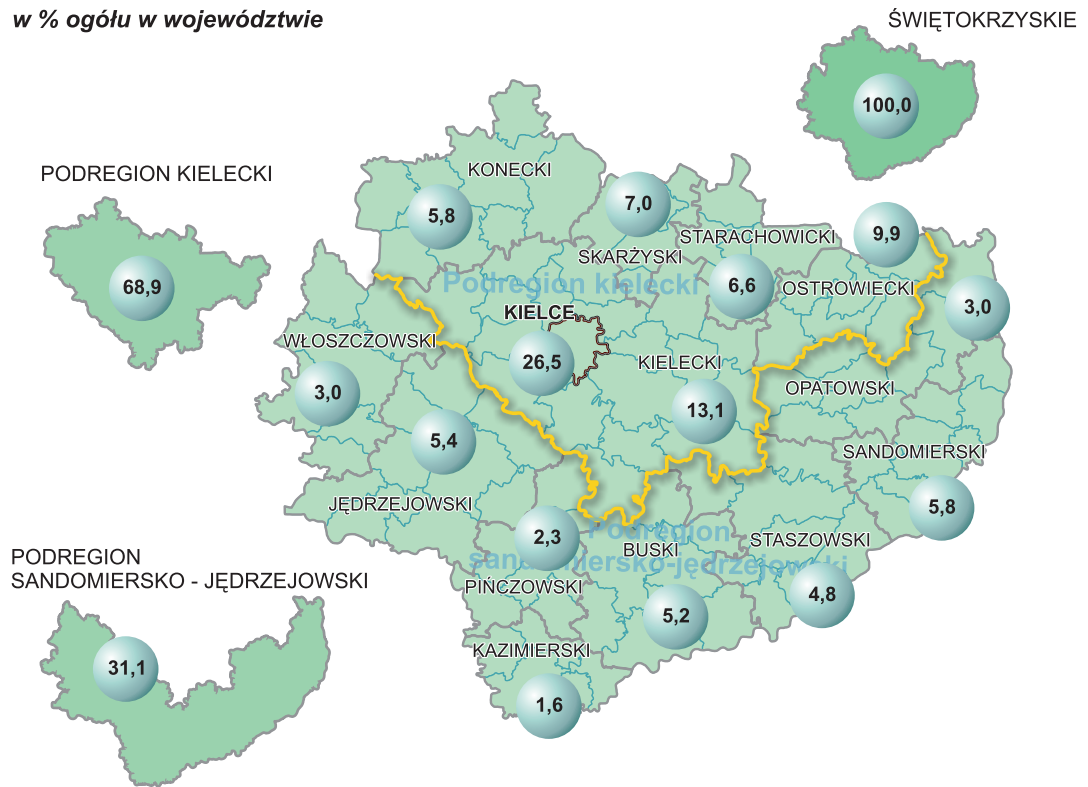 w % ogółu w województwie
ŚWIĘTOKRZYSKIE
100,0
PODREGION KIELECKI
68,9
KONECKI
5,8
7,0
SKARŻYSKI
STARACHOWICKI
6,6
9,9
OSTROWIECKI
3,0
Podregion kielecki
KIELCE
26,5
WŁOSZCZOWSKI
3,0
KIELECKI
13,1
OPATOWSKI
5,4
JĘDRZEJOWSKI
SANDOMIERSKI
5,8
2,3
PIŃCZOWSKI
Podregion
sandomiersko-jędrzejowski
BUSKI
5,2
STASZOWSKI
4,8
KAZIMIERSKI
1,6
PODREGION
SANDOMIERSKO - JĘDRZEJOWSKI
31,1